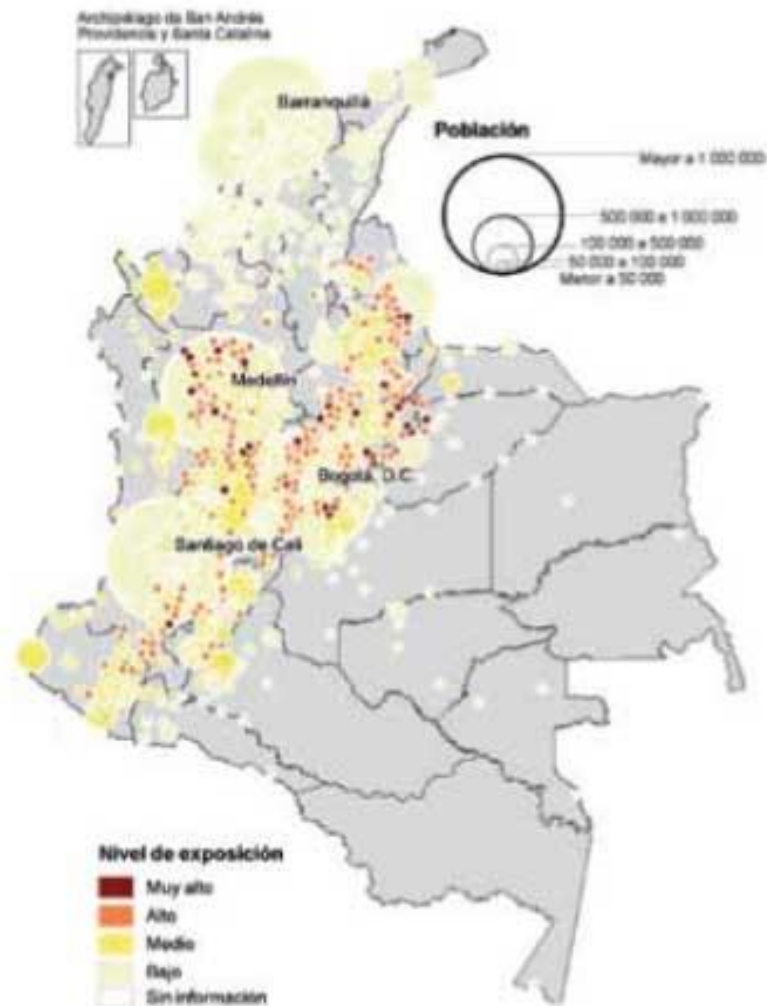 Archipiélago de San Andrés
Providencia y Santa Catalina
Barranquilla
Población
Mayor a 1 000 000
500 000 a 1 000 000
100 000 a 500 000
50 000 a 100 000
Menor a 50 000
Medellín
Bogotá, D.C.
Santiago de Cali
Nivel de exposición
Muy alto
Alto
Medio
Bajo
Sin información